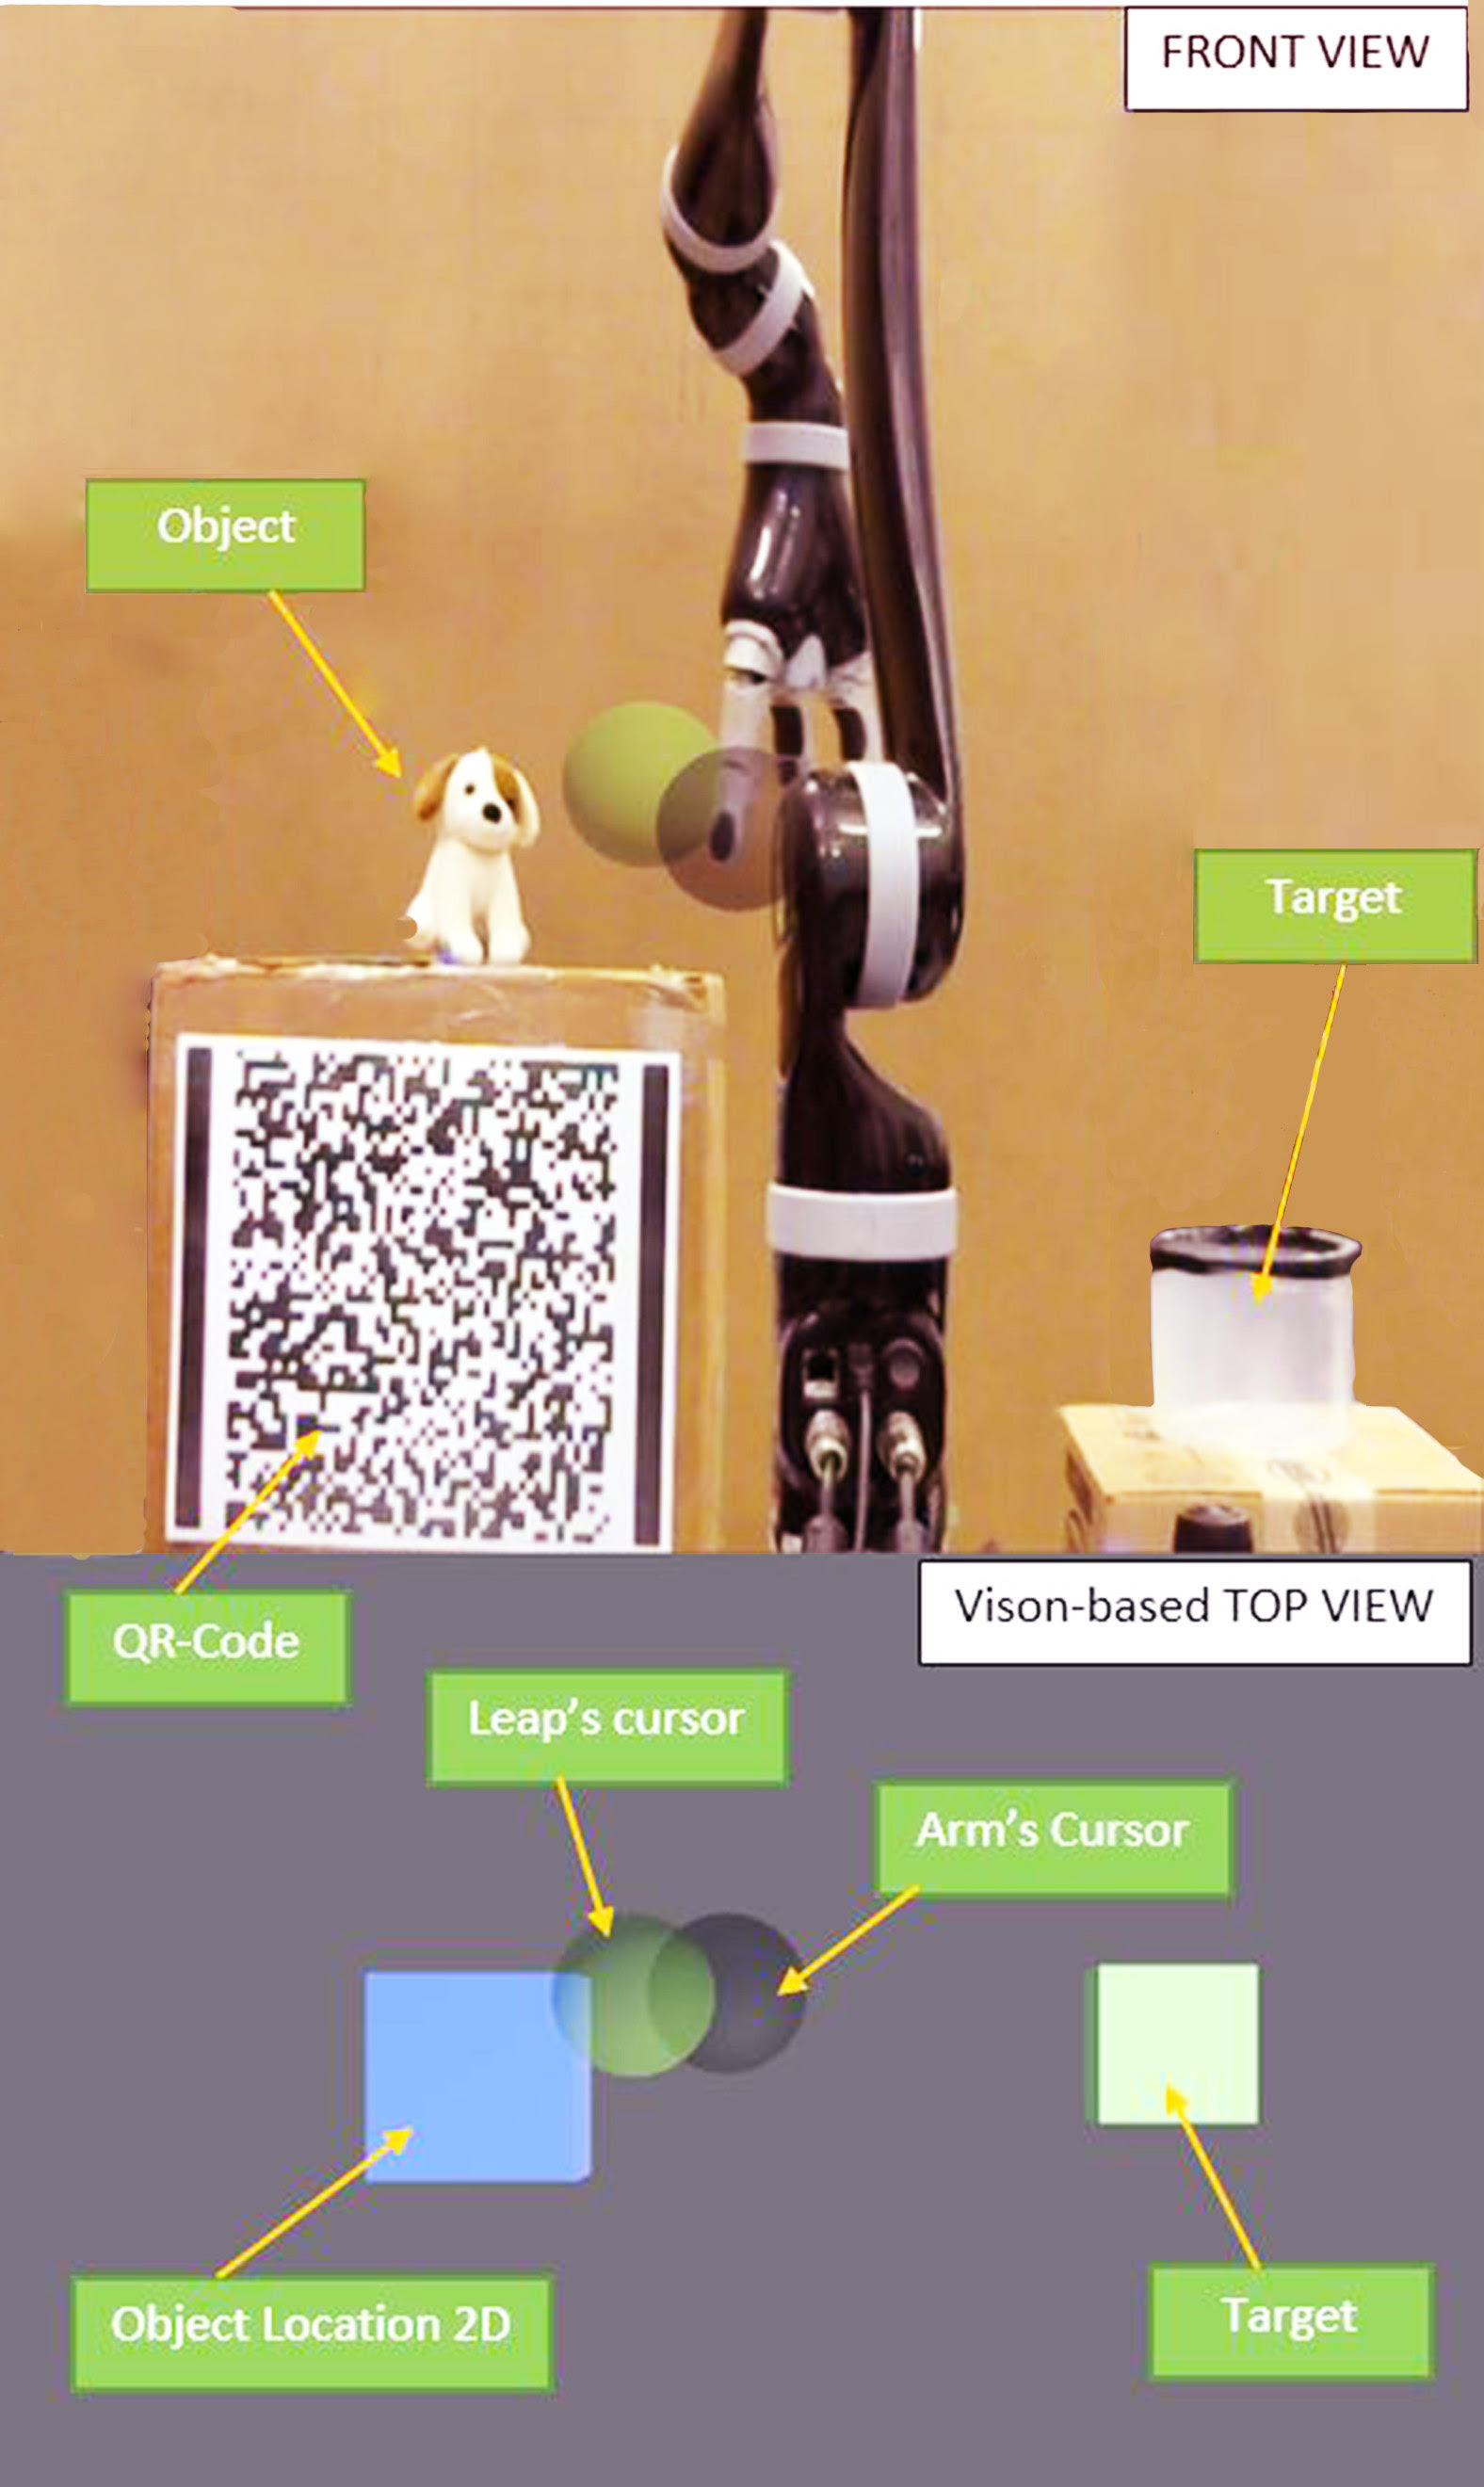 FRONT VIEW
Object
Target
Vison-based TOP VIEW
QR-Code
Leap's cursor
Arm's Cursor
Object Location 2D
Target